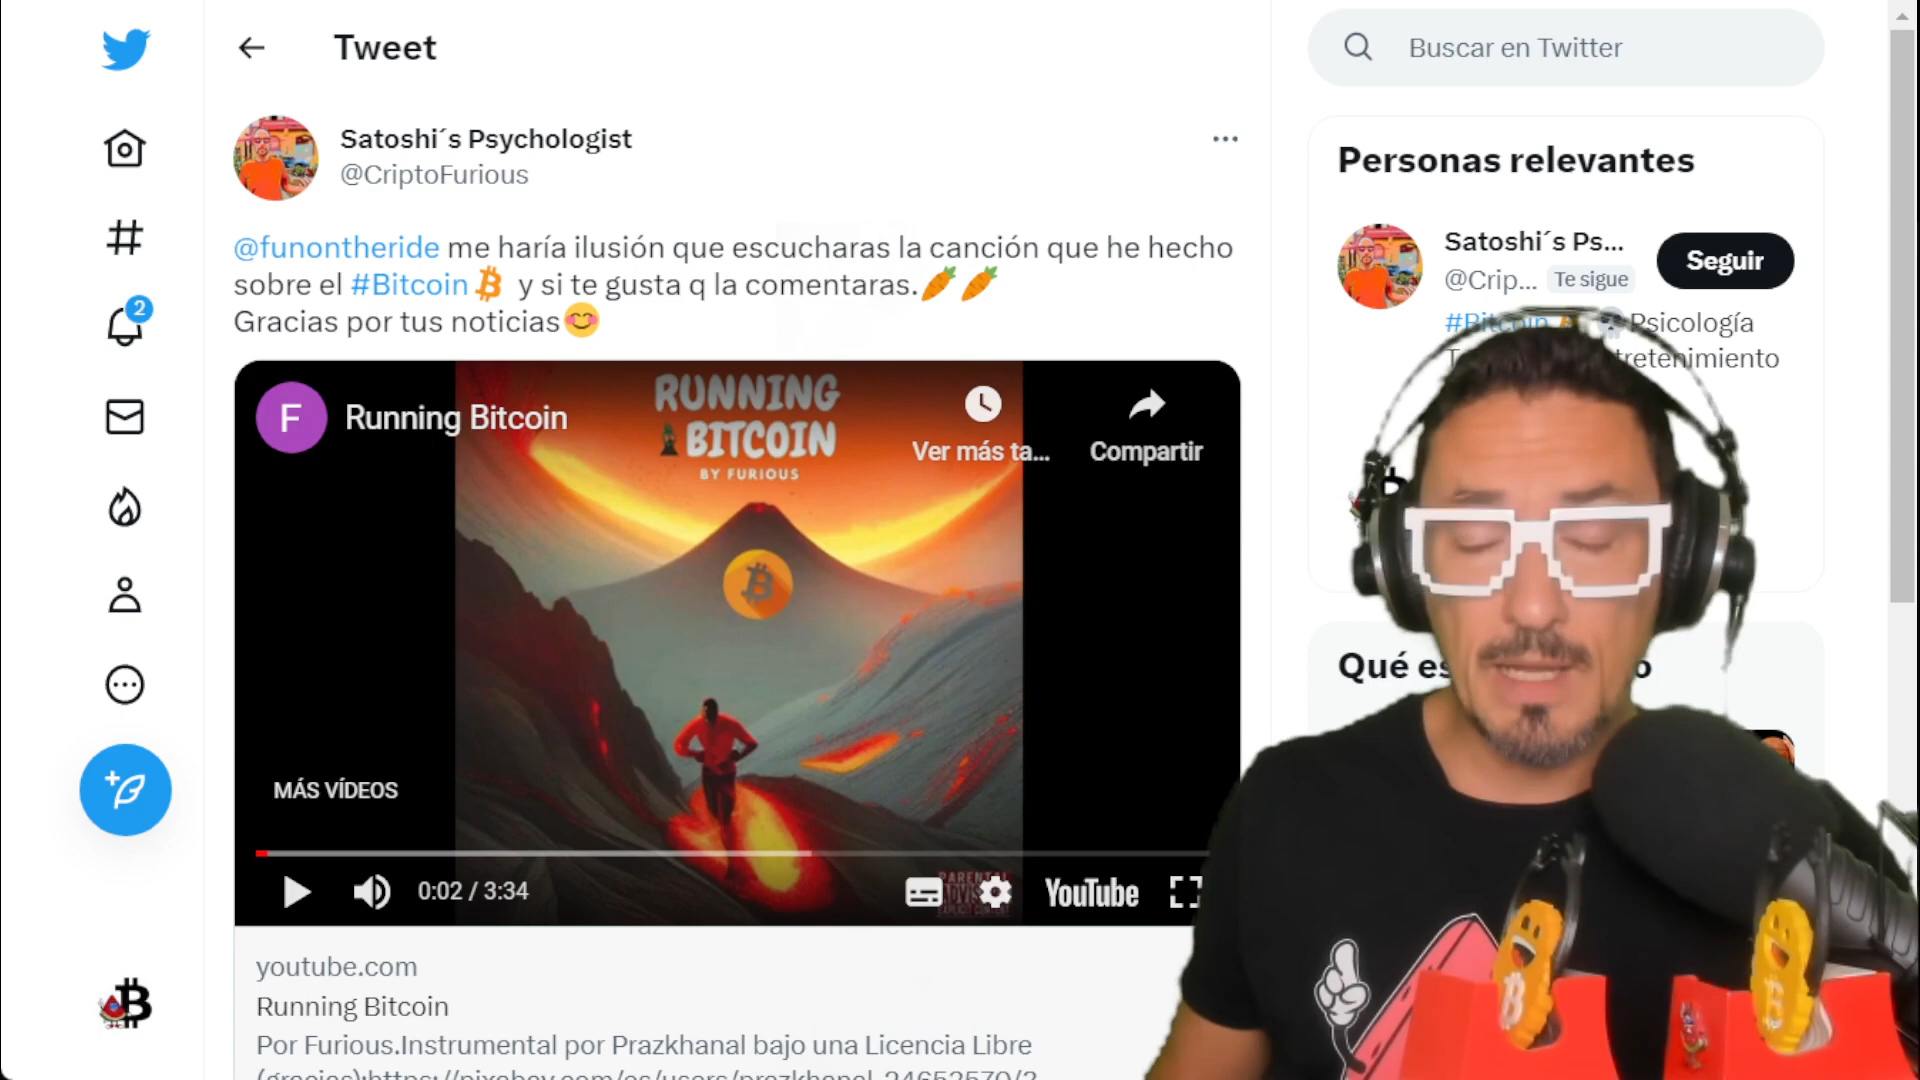 Tweet
Buscar en Twitter
Satoshi´s Psychologist
@CriptoFurious
@funontheride me haría ilusión que escucharas la canción que he hecho
sobre el #Bitcoin y si te gusta q la comentaras.
Gracias por tus noticias
2
Personas relevantes
Satoshi´s Ps...
@Crip... Te sigue
Seguir
#Bitcoin Psicología
F
Running Bitcoin
RUNNING
BITCOIN
BY FURIOUS
Ver más ta...
Compartir
MÁS VÍDEOS
0:02 / 3:34
YouTube
youtube.com
Running Bitcoin
Por Furious.Instrumental por Prazkhanal bajo una Licencia Libre
Qué